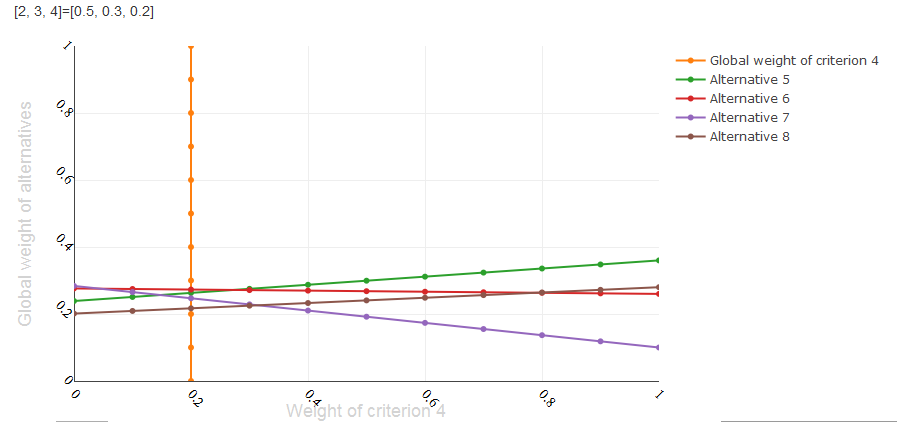 [2, 3, 4]=[0.5, 0.3, 0.2]
Global weight of alternatives
1
0.8
0.6
0.4
0.2
0
0
0.2
0.4
0.6
0.8
1
Weight of criterion 4
Global weight of criterion 4
Alternative 5
Alternative 6
Alternative 7
Alternative 8